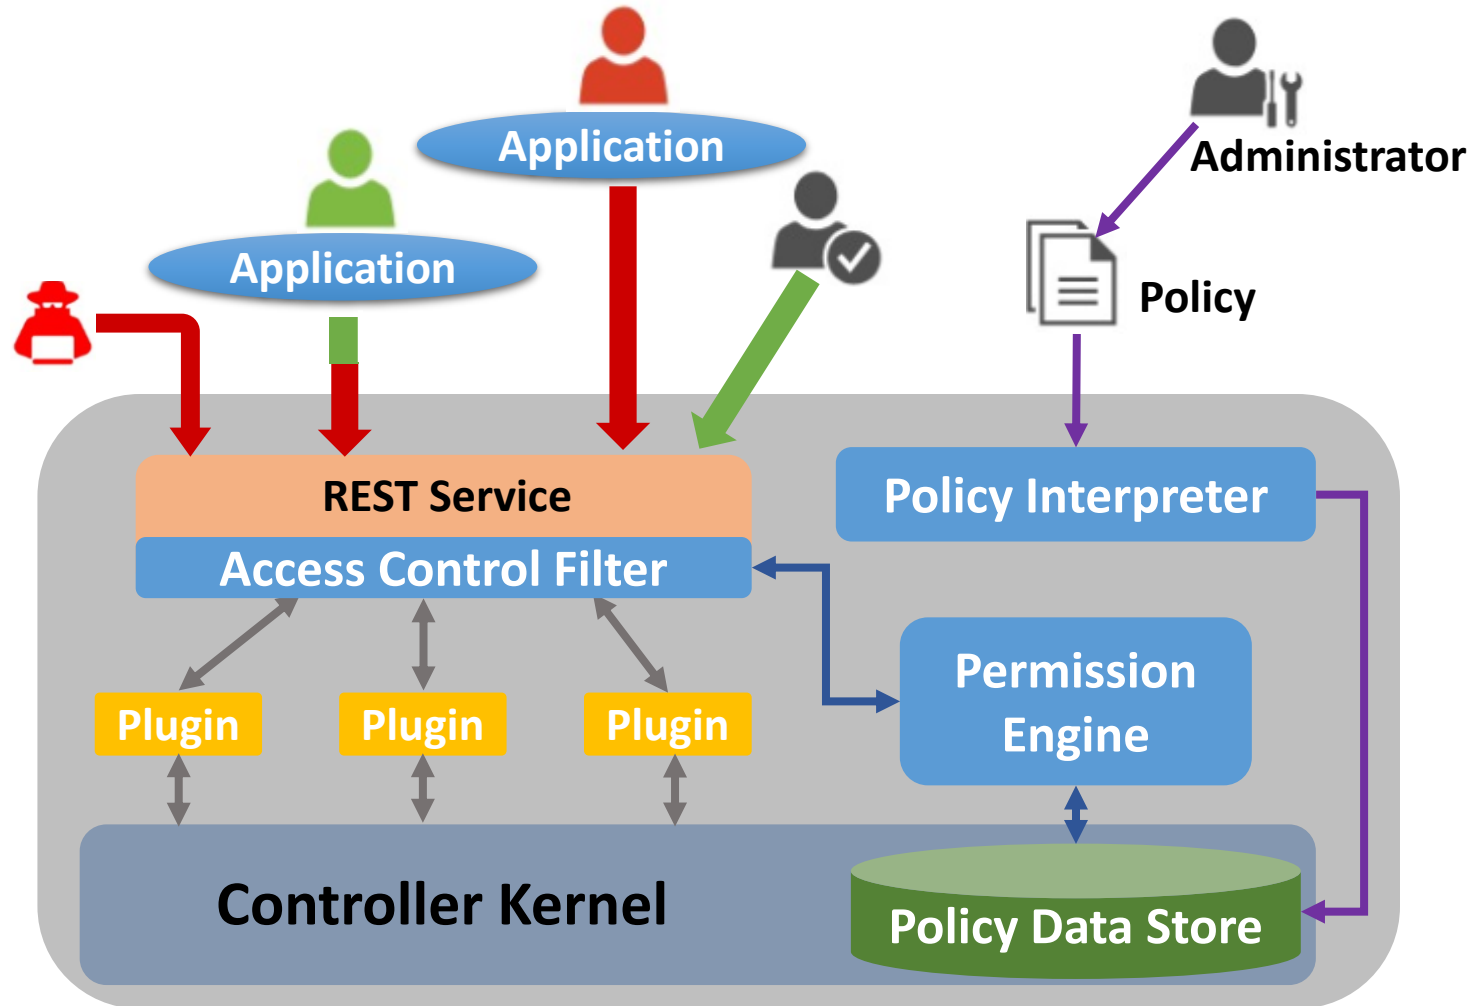 Application
Administrator
Application
Policy
REST Service
Policy Interpreter
Access Control Filter
Permission
Engine
Plugin
Plugin
Plugin
Controller Kernel
Policy Data Store